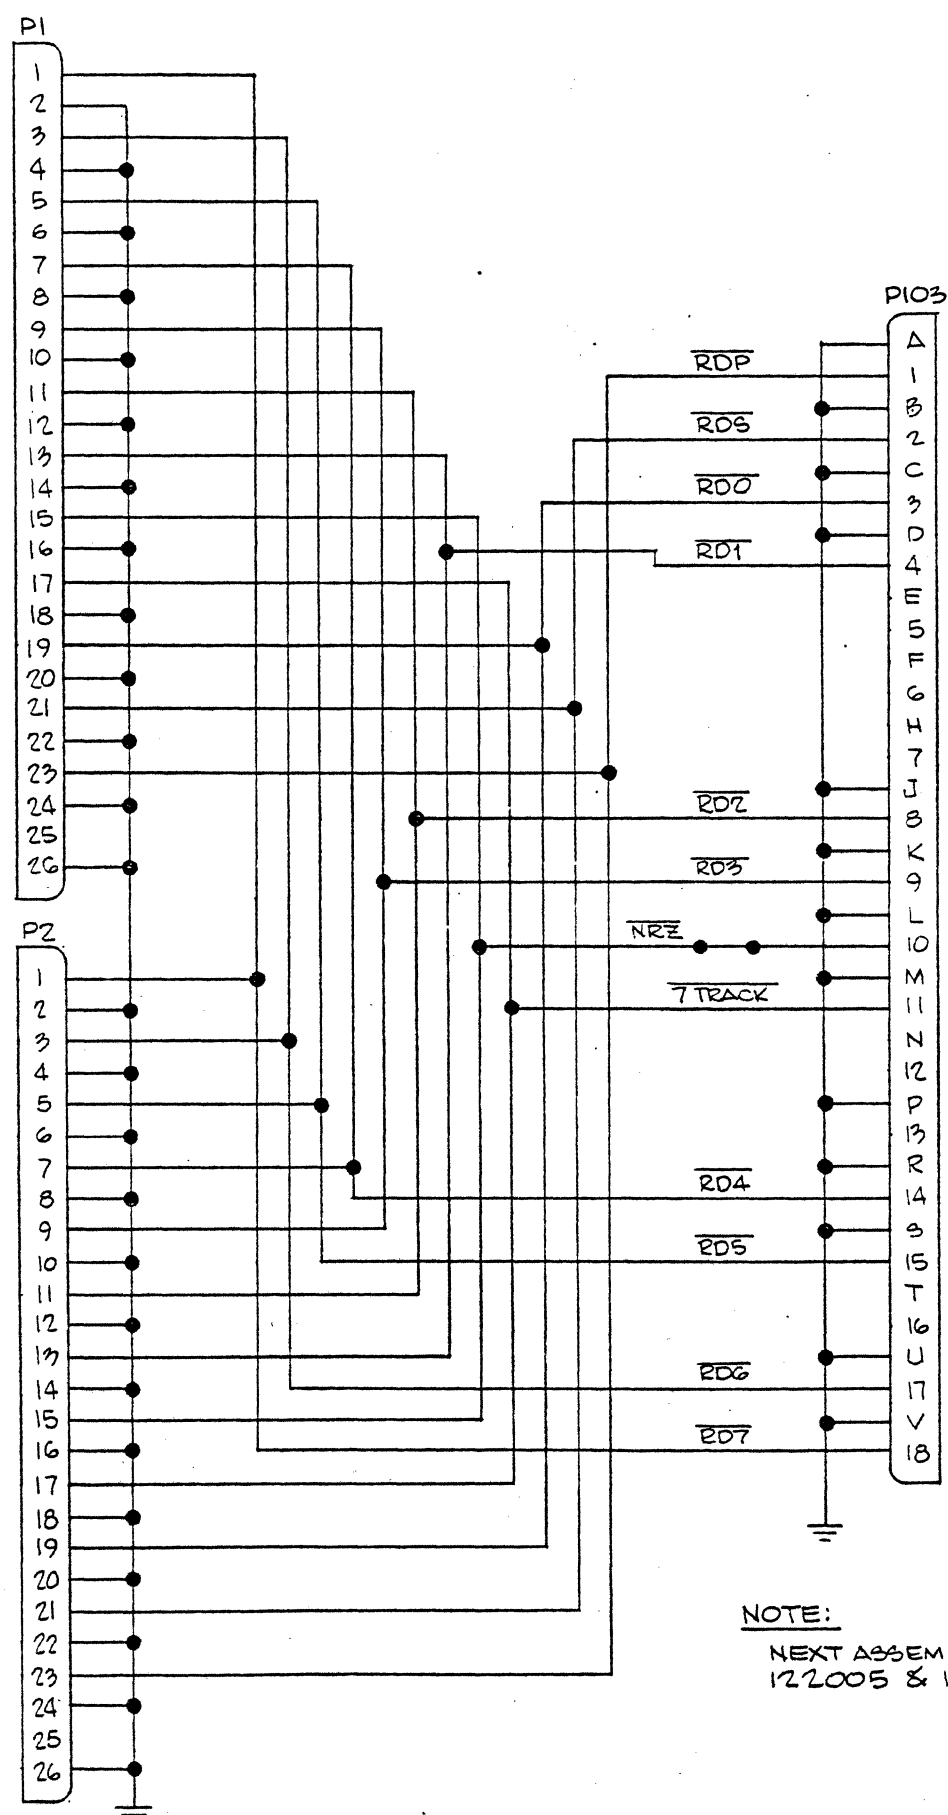 P1
1
2
3
4
5
6
7
8
9
10
11
12
13
14
15
16
17
18
19
20
21
22
23
24
25
26
P2
1
2
3
4
5
6
7
8
9
10
11
12
13
14
15
16
17
18
19
20
21
22
23
24
25
26
RDP
RDS
RD0
RD1
RD2
RD3
NRZ
7 TRACK
RD4
RD5
RD6
RD7
P103
A
1
B
2
C
3
D
4
E
5
F
6
H
7
J
8
K
9
L
10
M
11
N
12
P
13
R
14
S
15
T
16
U
17
V
18
NOTE:
NEXT ASSEM
122005 & 1